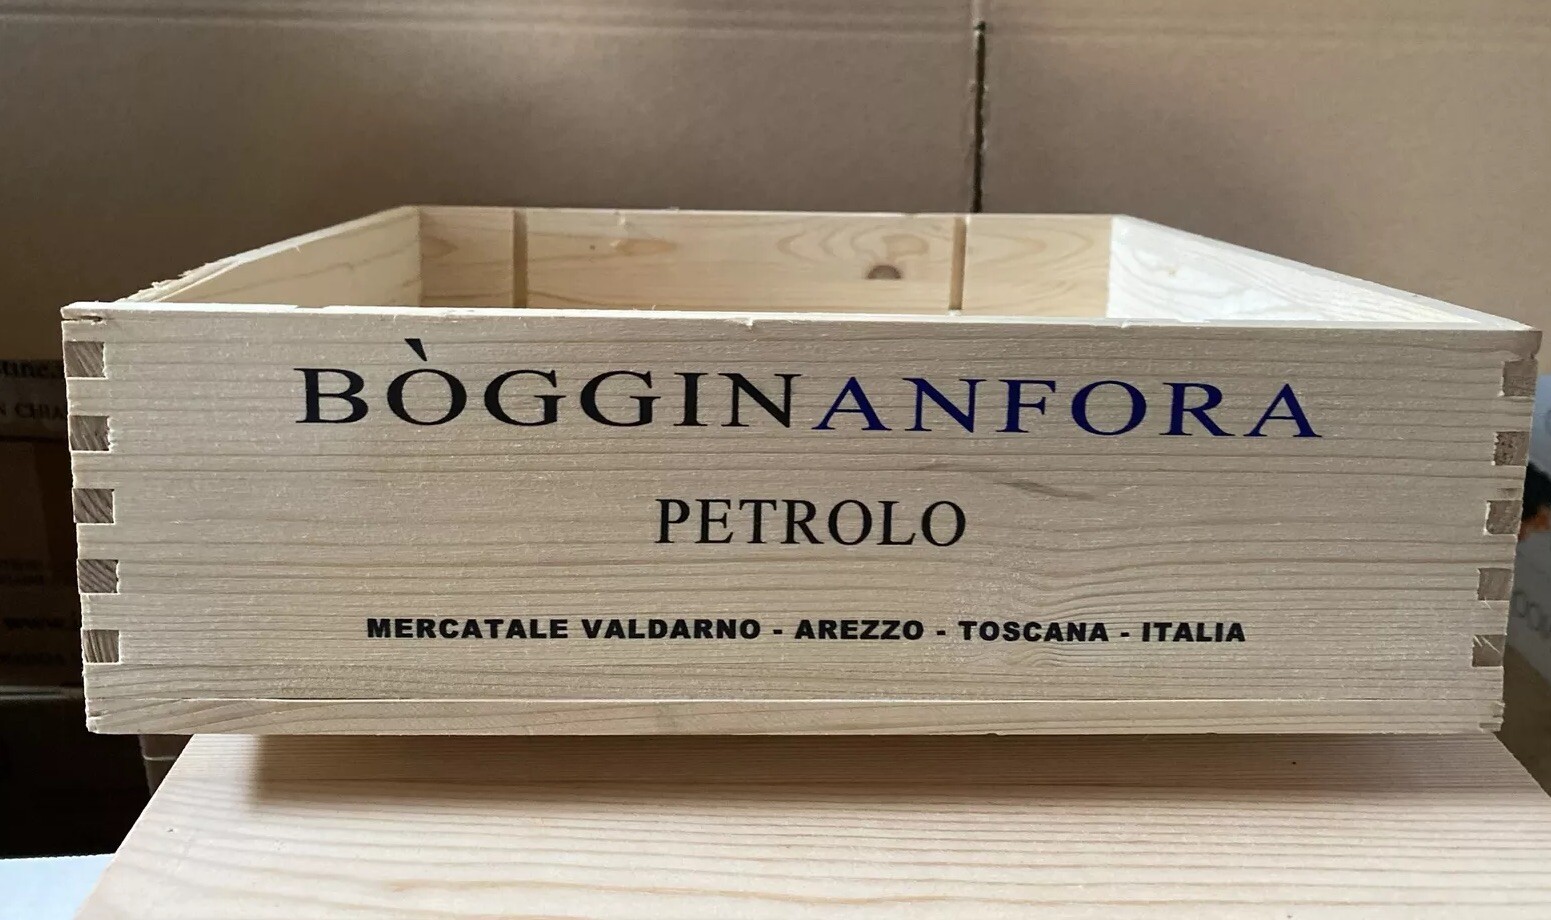 BÒGGINANFORA
PETROLO
MERCATALE VALDARNO - AREZZO - TOSCANA - ITALIA